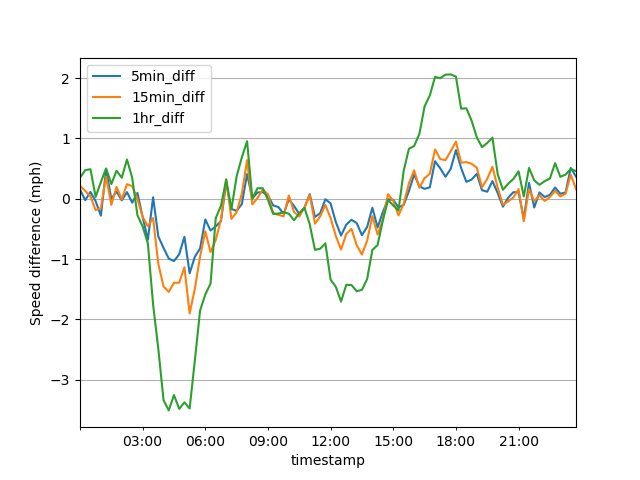 5min_diff
15min_diff
1hr_diff
Speed difference (mph)
2
1
0
−1
−2
−3
03:00 06:00 09:00 12:00 15:00 18:00 21:00
timestamp